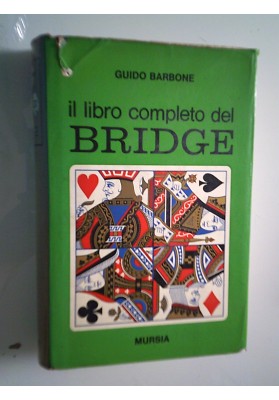 GUIDO BARBONE
il libro completo del
BRIDGE
MURSIA